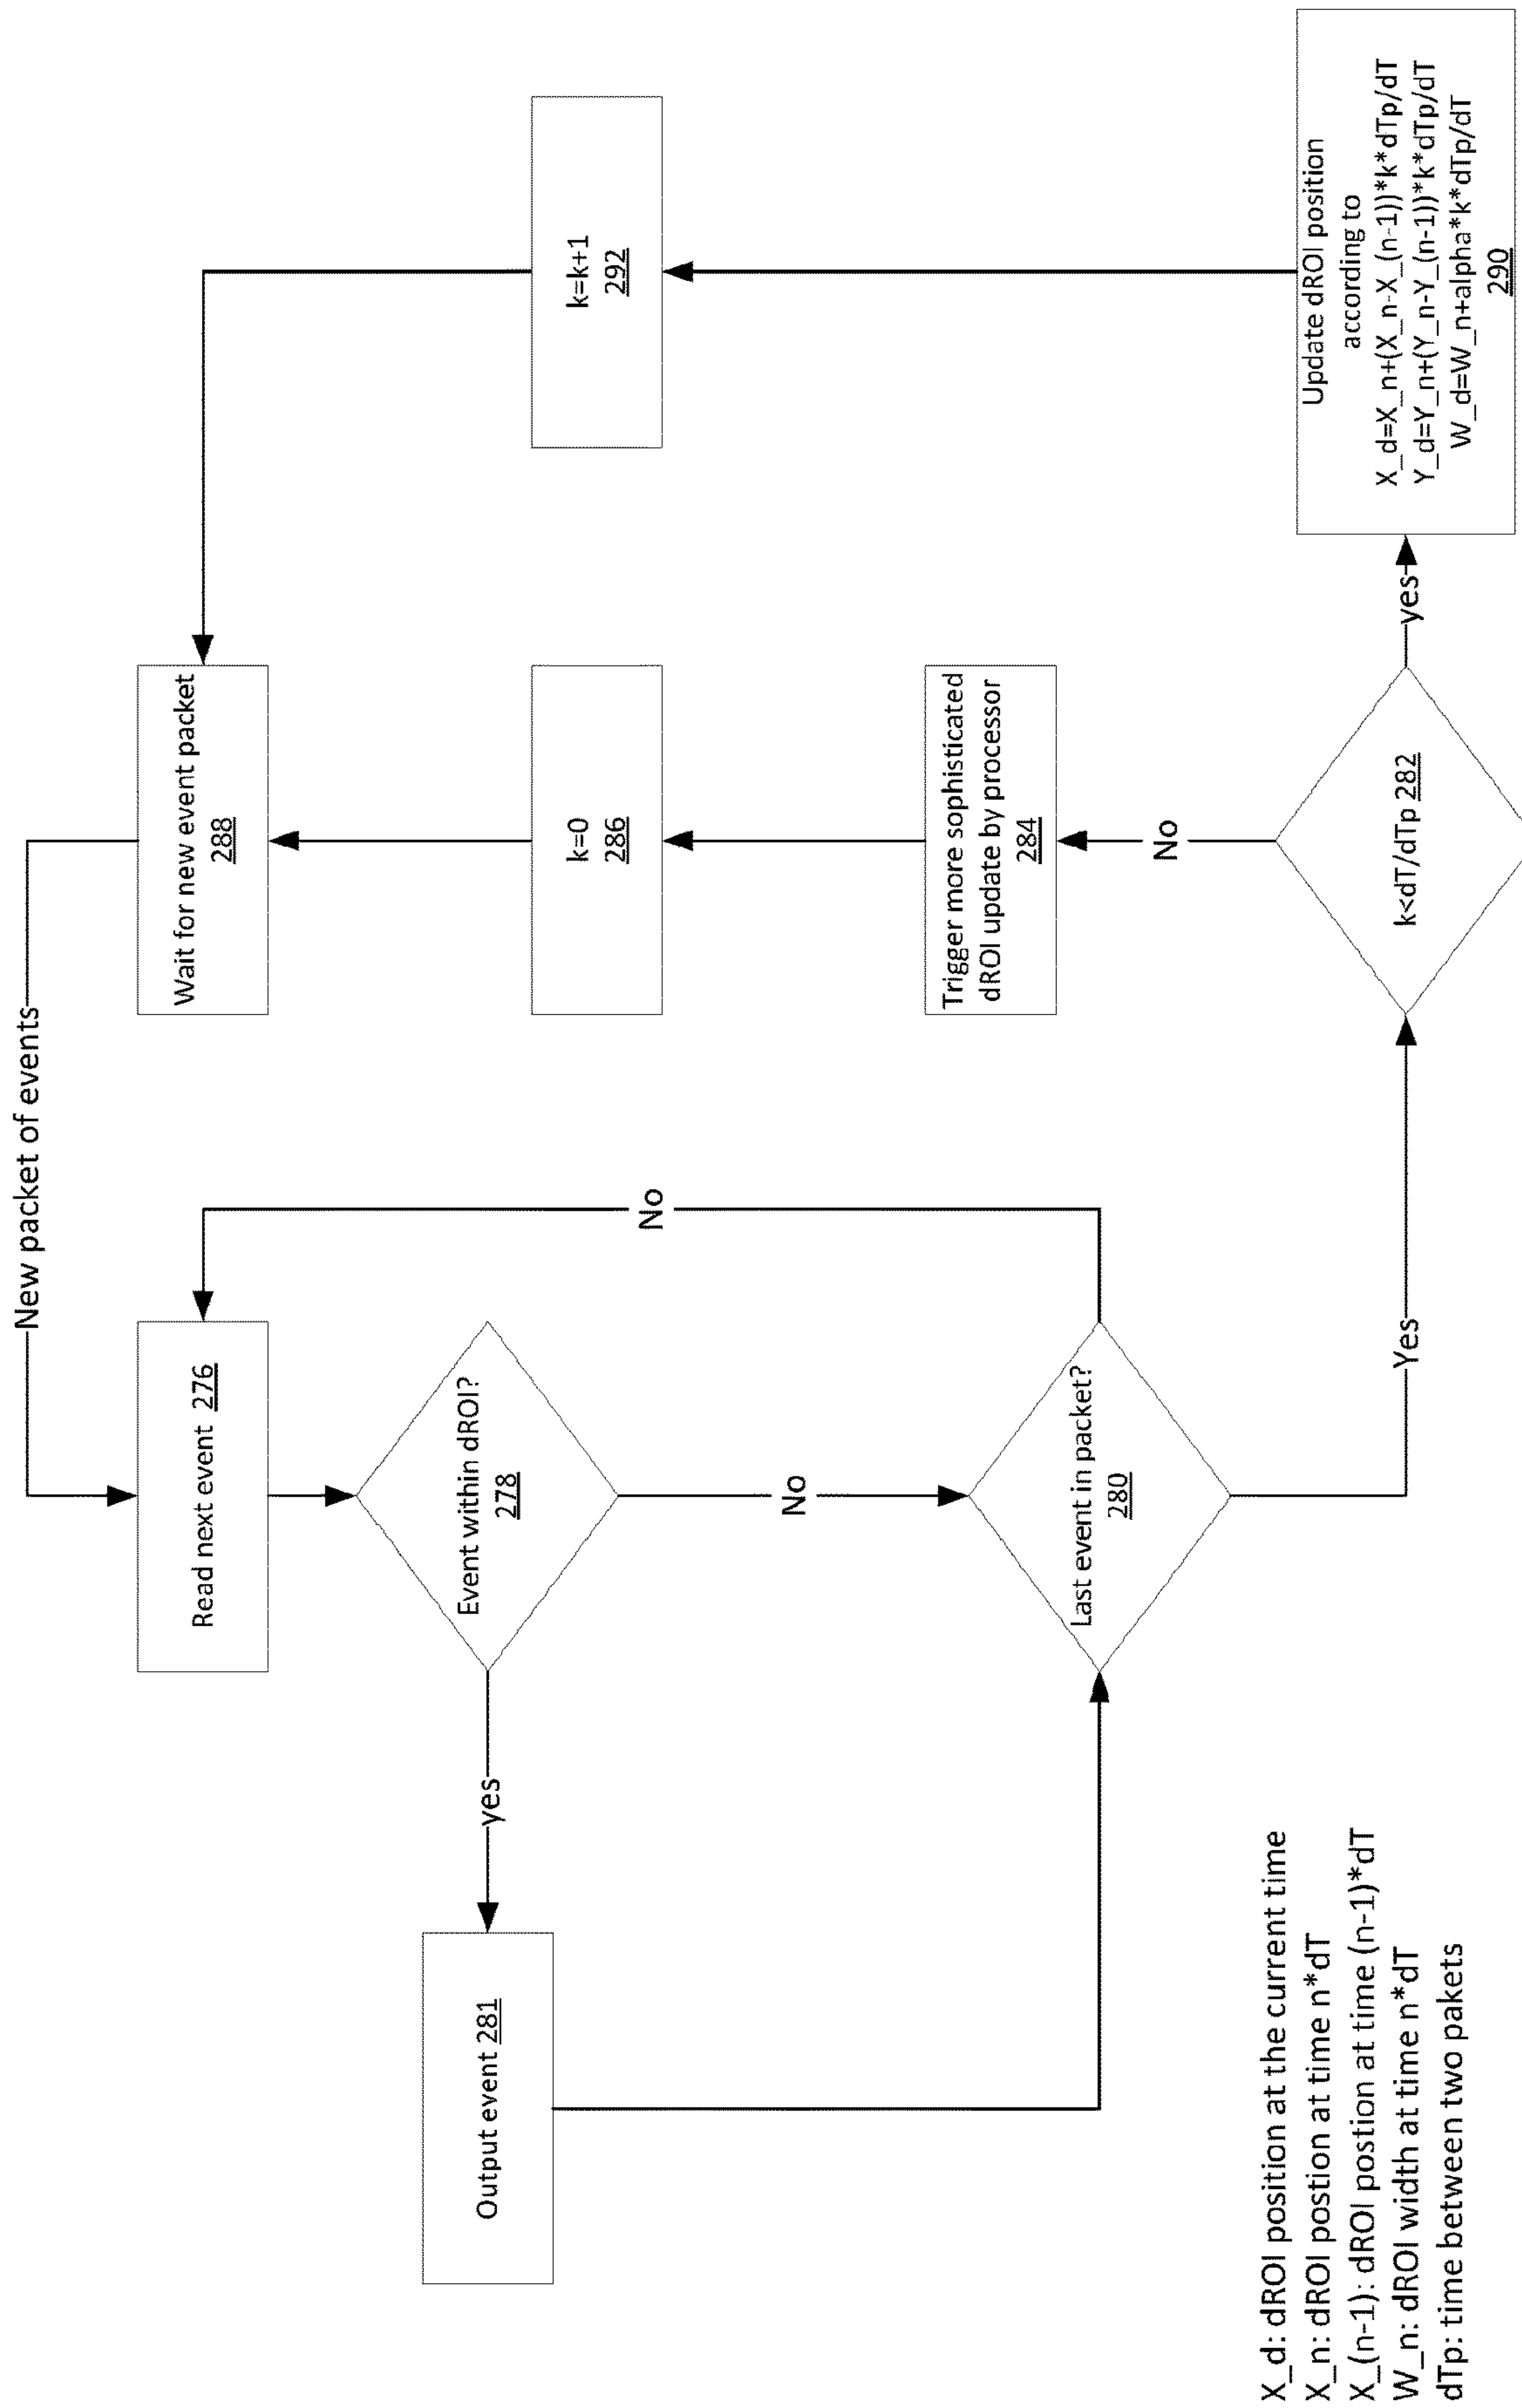 New packet of events
Read next event 276
Event within dROI?
278
yes
Output event 281
No
Last event in packet?
280
No
Yes
k<dT/dTp 282
No
Trigger more sophisticated
dROI update by processor
284
k=0
286
Wait for new event packet
288
yes
Update dROI position
according to
X_d=X_n+(X_n-X_(n-1))*k*dTp/dT
Y_d=Y_n+(Y_n-Y_(n-1))*k*dTp/dT
W_d=W_n+alpha*k*dTp/dT
290
k=k+1
292
X_d: dROI position at the current time
X_n: dROI postion at time n*dT
X_(n-1): dROI postion at time (n-1)*dT
W_n: dROI width at time n*dT
dTp: time between two pakets